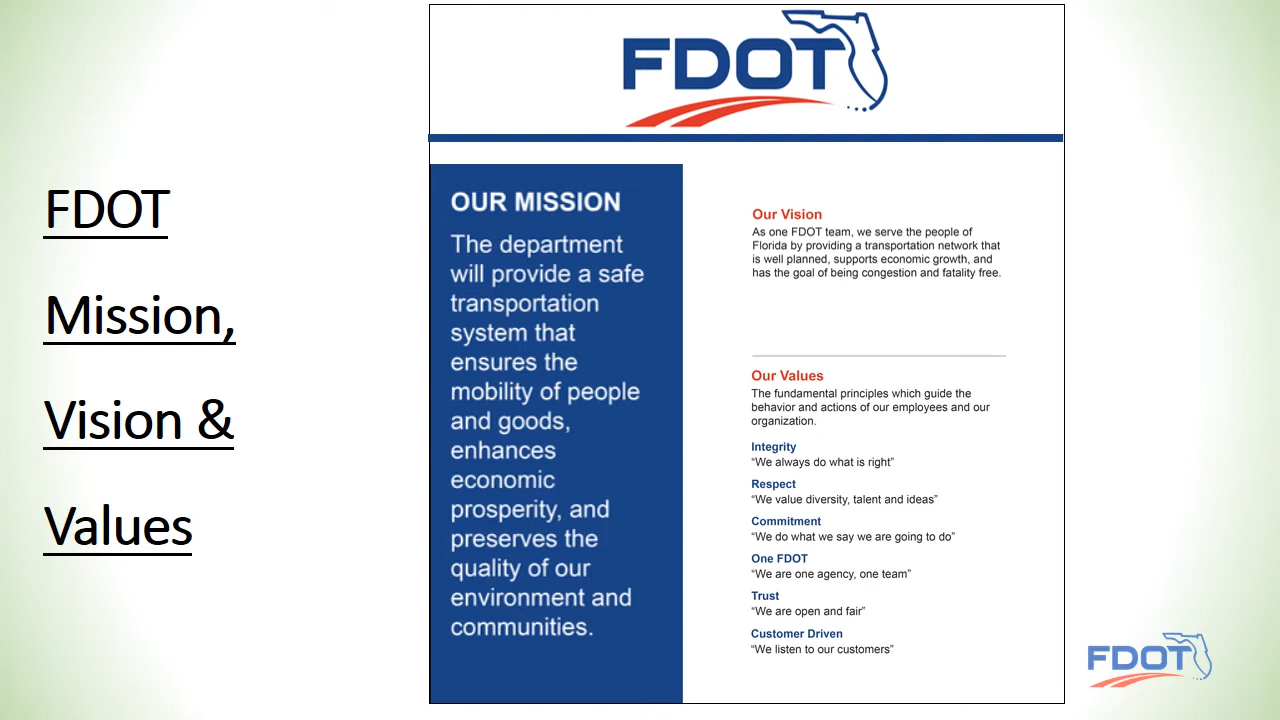 FDOT
Mission,
Vision &
Values
FDOT
OUR MISSION
The department
will provide a safe
transportation
system that
ensures the
mobility of people
and goods,
enhances
economic
prosperity, and
preserves the
quality of our
environment and
communities.
Our Vision
As one FDOT team, we serve the people of
Florida by providing a transportation network that
is well planned, supports economic growth, and
has the goal of being congestion and fatality free.
Our Values
The fundamental principles which guide the
behavior and actions of our employees and our
organization.
Integrity
“We always do what is right”
Respect
“We value diversity, talent and ideas”
Commitment
“We do what we say we are going to do”
One FDOT
“We are one agency, one team”
Trust
“We are open and fair”
Customer Driven
“We listen to our customers”
FDOT